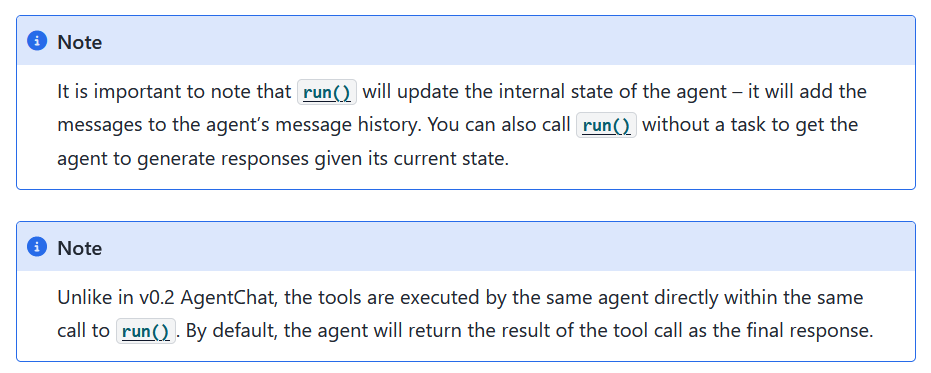 Note
It is important to note that run() will update the internal state of the agent – it will add the
messages to the agent’s message history. You can also call run() without a task to get the
agent to generate responses given its current state.
Note
Unlike in v0.2 AgentChat, the tools are executed by the same agent directly within the same
call to run(). By default, the agent will return the result of the tool call as the final response.